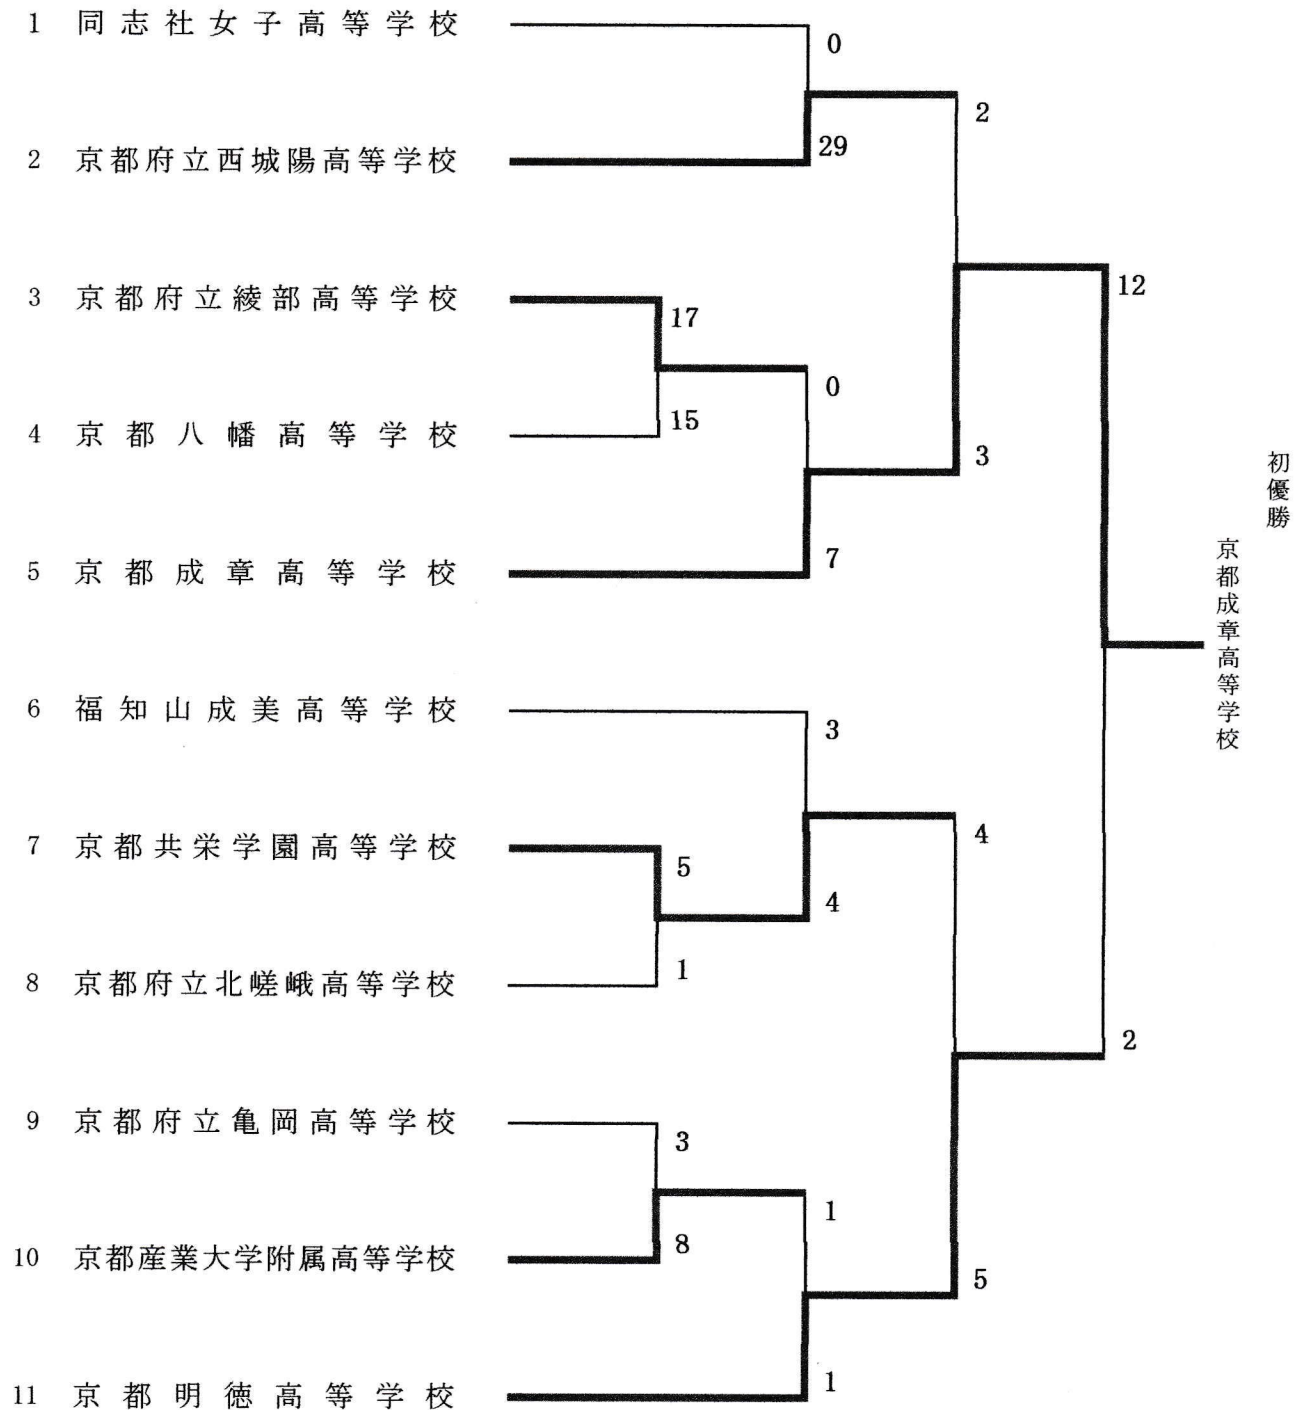 1 同志社女子高等学校
0
2
29
2 京都府立西城陽高等学校
12
3 京都府立綾部高等学校
17
0
15
4 京都八幡高等学校
3
初優勝
7
5 京都成章高等学校
京都成章高等学校
6 福知山成美高等学校
3
4
7 京都共栄学園高等学校
5
4
1
8 京都府立北嵯峨高等学校
2
9 京都府立亀岡高等学校
3
1
8
10 京都産業大学附属高等学校
5
1
11 京都明徳高等学校